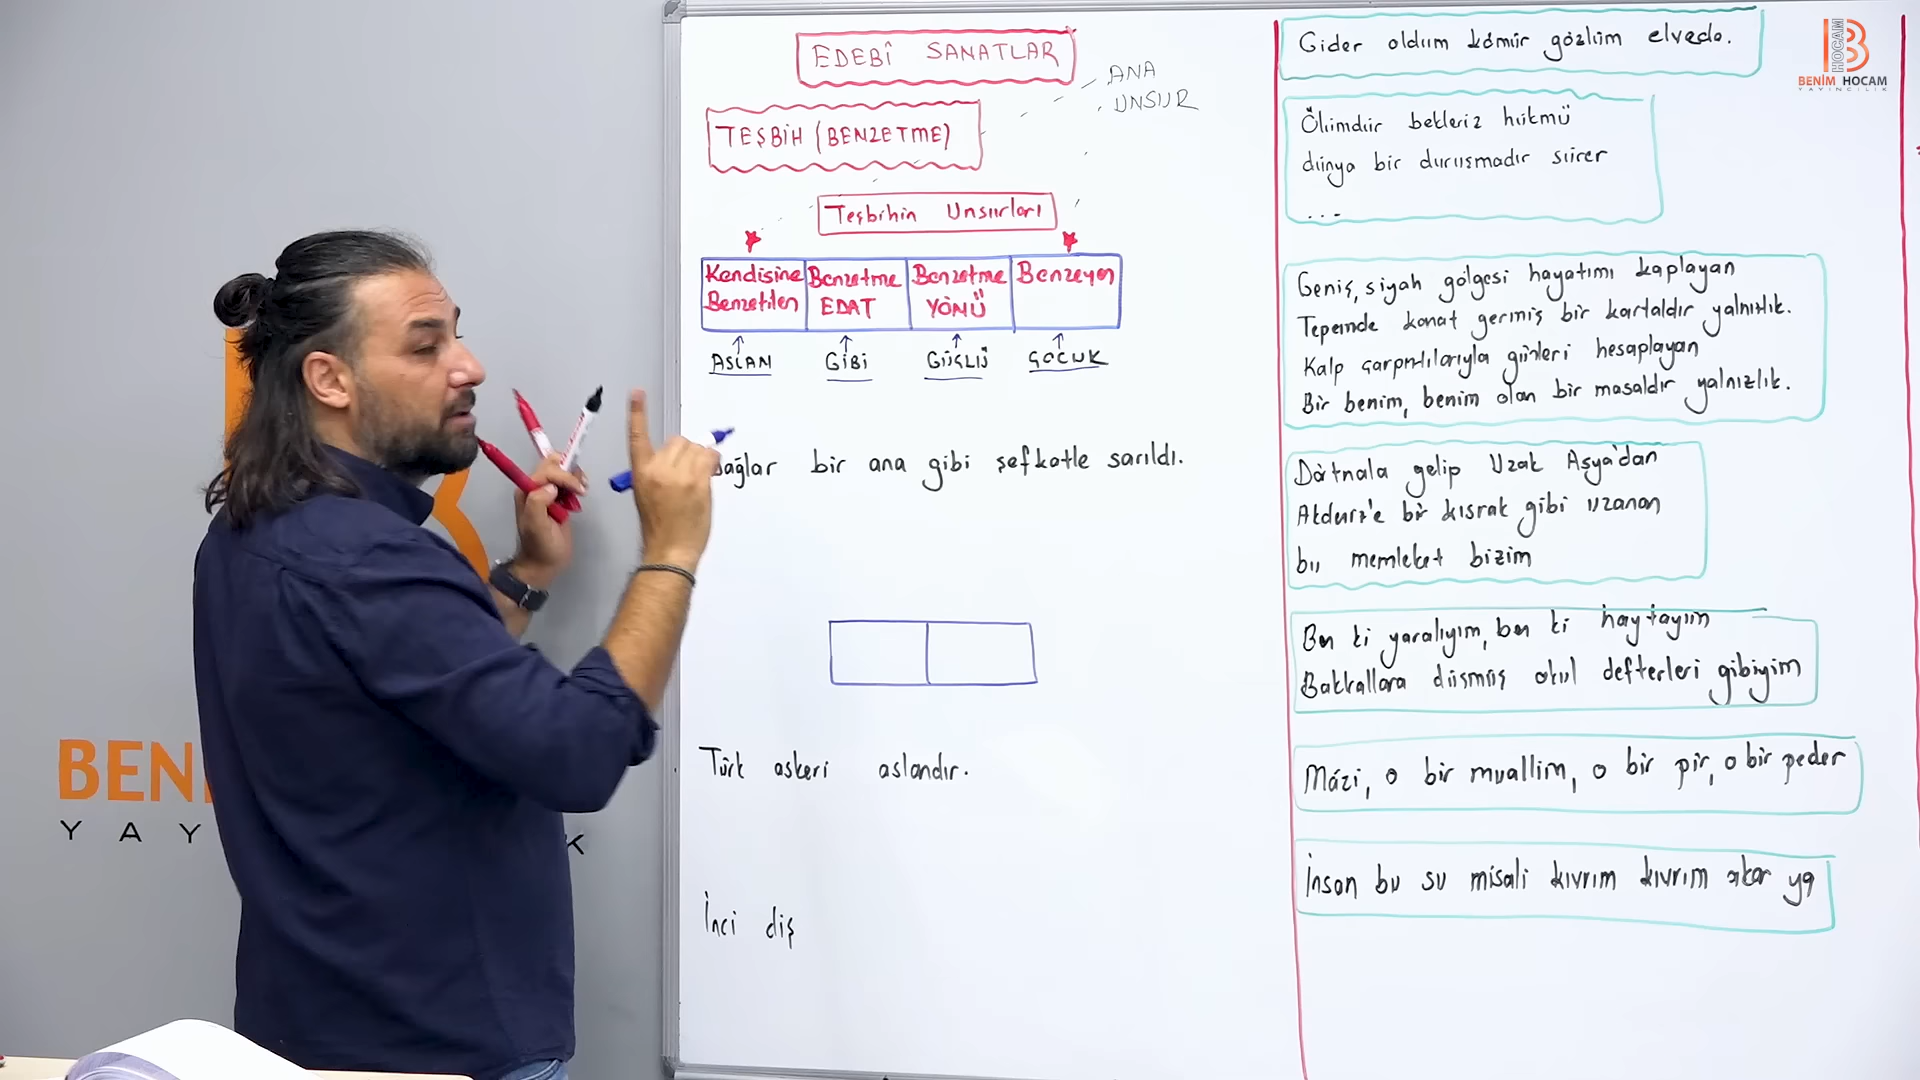 EDEBÎ SANATLAR
ANA
UNSUR
TEŞBİH (BENZETME)
Teşbihin Unsurları
Kendisine Benzetilen
Benzetme EDAT
Benzetme YÖNÜ
Benzeyen
ASLAN
GİBİ
GÜÇLÜ
ÇOCUK
bir ana gibi şefkatle sarıldı.
Türk askeri aslandır.
İnci diş
Gider oldum kömür gözlüm elveda.
Ölümdür bekleriz hükmü
dünya bir duruşmadır sürer
...
Geniş, siyah gölgesi hayatımı kaplayan
Tepemde kanat germiş bir kartaldır yalnızlık.
Kalp çarpıntılarıyla günleri hesaplayan
Bir benim, benim olan bir masaldır yalnızlık.
Dörtnala gelip Uzak Asya'dan
Akdeniz'e bir kısrak gibi uzanan
bu memleket bizim
Ben ki yaralıyım, ben ki haytayım
Bakkallara düşmüş okul defterleri gibiyim
Mâzi, o bir muallim, o bir pir, o bir peder
İnsan bu su misali kıvrım kıvrım akar ya
BENİM HOCAM
YAYINCILIK
BEN
YAY
K